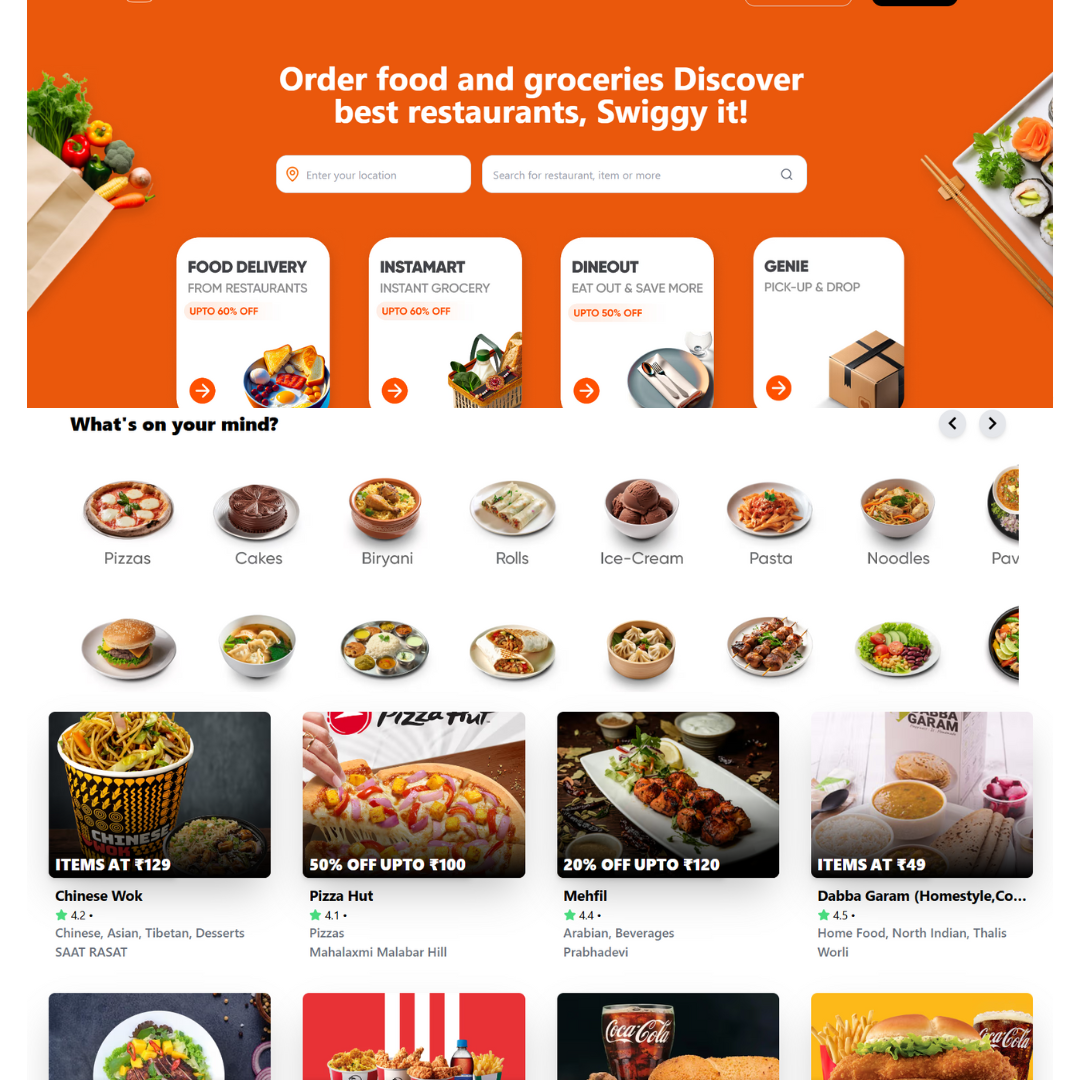 Order food and groceries Discover
best restaurants, Swiggy it!
Enter your location
Search for restaurant, item or more
FOOD DELIVERY
FROM RESTAURANTS
UPTO 60% OFF
INSTAMART
INSTANT GROCERY
UPTO 60% OFF
DINEOUT
EAT OUT & SAVE MORE
UPTO 50% OFF
GENIE
PICK-UP & DROP
What's on your mind?
Pizzas
Cakes
Biryani
Rolls
Ice-Cream
Pasta
Noodles
Pav
CHINESE
WOK
ITEMS AT ₹129
Chinese Wok
4.2 •
Chinese, Asian, Tibetan, Desserts
SAAT RASAT
Pizza Hut
50% OFF UPTO ₹100
Pizza Hut
4.1 •
Pizzas
Mahalaxmi Malabar Hill
20% OFF UPTO ₹120
Mehfil
4.4 •
Arabian, Beverages
Prabhadevi
DABBA
GARAM
ITEMS AT ₹49
Dabba Garam (Homestyle,Co...
4.5 •
Home Food, North Indian, Thalis
Worli
Coca-Cola
Coca-Cola